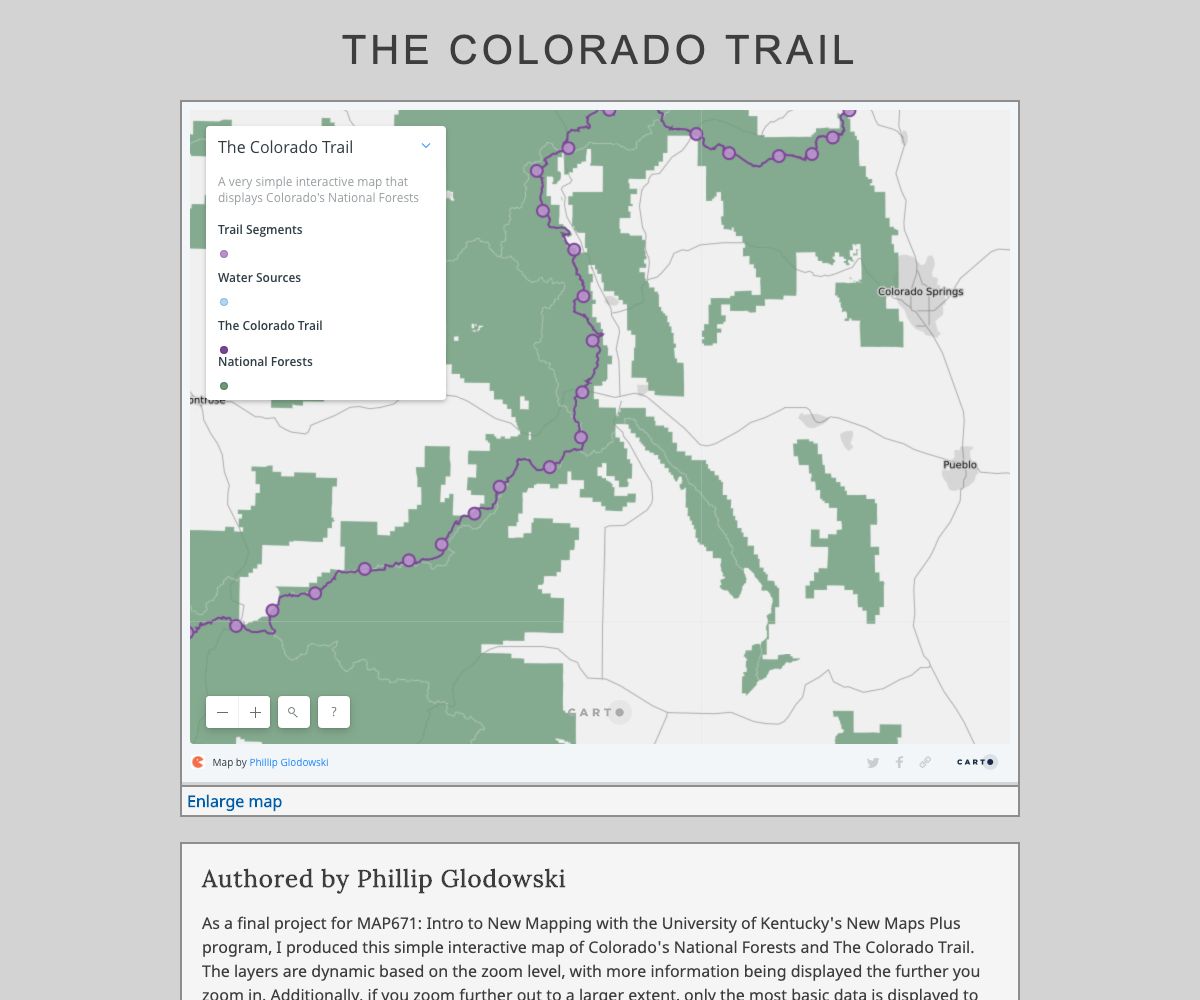 THE COLORADO TRAIL
The Colorado Trail
A very simple interactive map that
displays Colorado's National Forests
Trail Segments
Water Sources
The Colorado Trail
National Forests
ontrose
Colorado Springs
Pueblo
?
CART
Map by Phillip Glodowski
CART
Enlarge map
Authored by Phillip Glodowski
As a final project for MAP671: Intro to New Mapping with the University of Kentucky's New Maps Plus
program, I produced this simple interactive map of Colorado's National Forests and The Colorado Trail.
The layers are dynamic based on the zoom level, with more information being displayed the further you
zoom in. Additionally, if you zoom further out to a larger extent, only the most basic data is displayed to